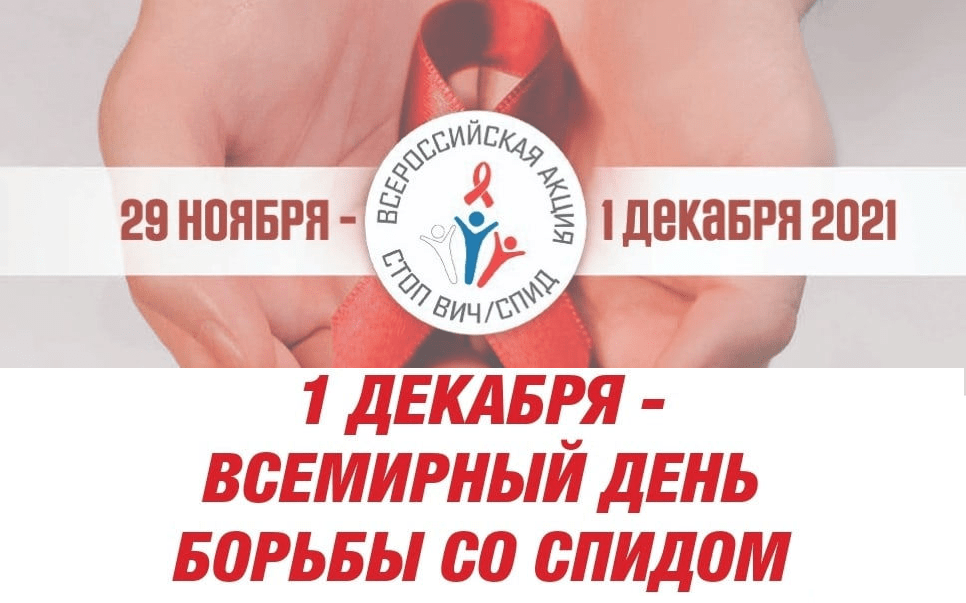 29 НОЯБРЯ -
ВСЕРОССИЙСКАЯ АКЦИЯ
СТОП ВИЧ/СПИД
1 ДЕКАБРЯ 2021
1 ДЕКАБРЯ -
ВСЕМИРНЫЙ ДЕНЬ
БОРЬБЫ СО СПИДОМ